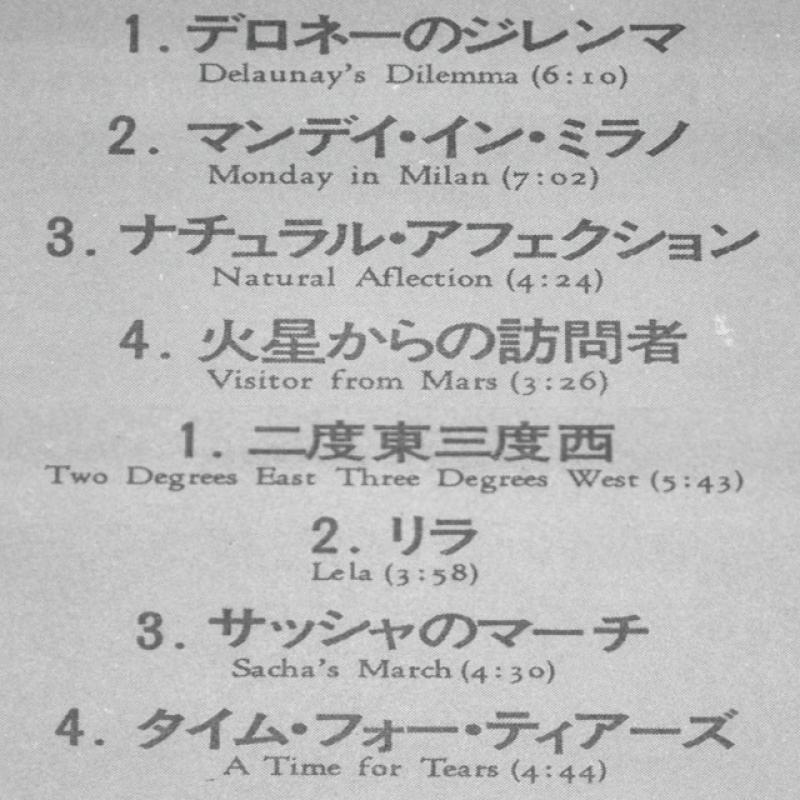 1. デロネーのジレンマ
Delaunay's Dilemma (6:10)
2. マンデイ・イン・ミラノ
Monday in Milan (7:02)
3. ナチュラル・アフェクション
Natural Aflection (4:24)
4. 火星からの訪問者
Visitor from Mars (3:26)
1. 二度東三度西
Two Degrees East Three Degrees West (5:43)
2. リラ
Lela (3:58)
3. サッシャのマーチ
Sacha's March (4:30)
4. タイム・フォー・ティアーズ
A Time for Tears (4:44)